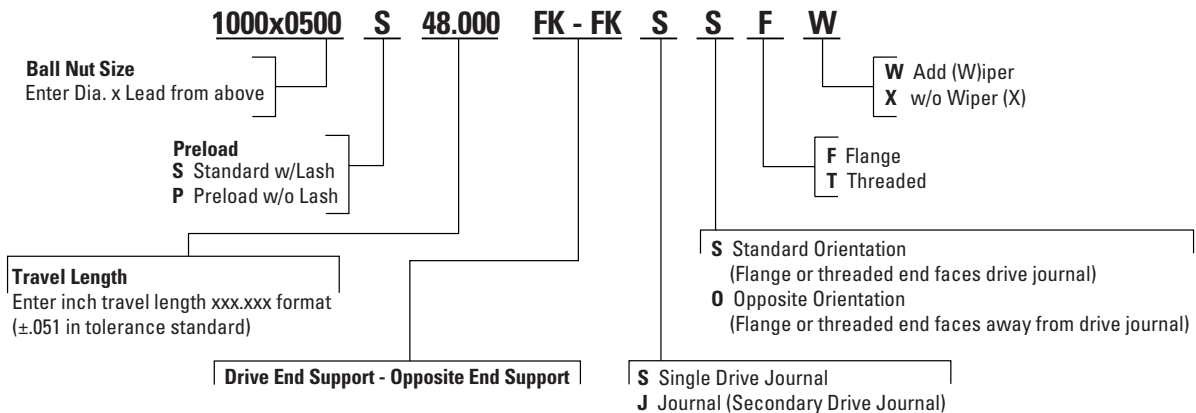 1000x0500 S 48.000 FK - FK S S F W
Ball Nut Size
Enter Dia. x Lead from above
W Add (W)iper
X w/o Wiper (X)
Preload
S Standard w/Lash
P Preload w/o Lash
F Flange
T Threaded
Travel Length
Enter inch travel length xxx.xxx format
(±.051 in tolerance standard)
S Standard Orientation
(Flange or threaded end faces drive journal)
O Opposite Orientation
(Flange or threaded end faces away from drive journal)
Drive End Support - Opposite End Support
S Single Drive Journal
J Journal (Secondary Drive Journal)